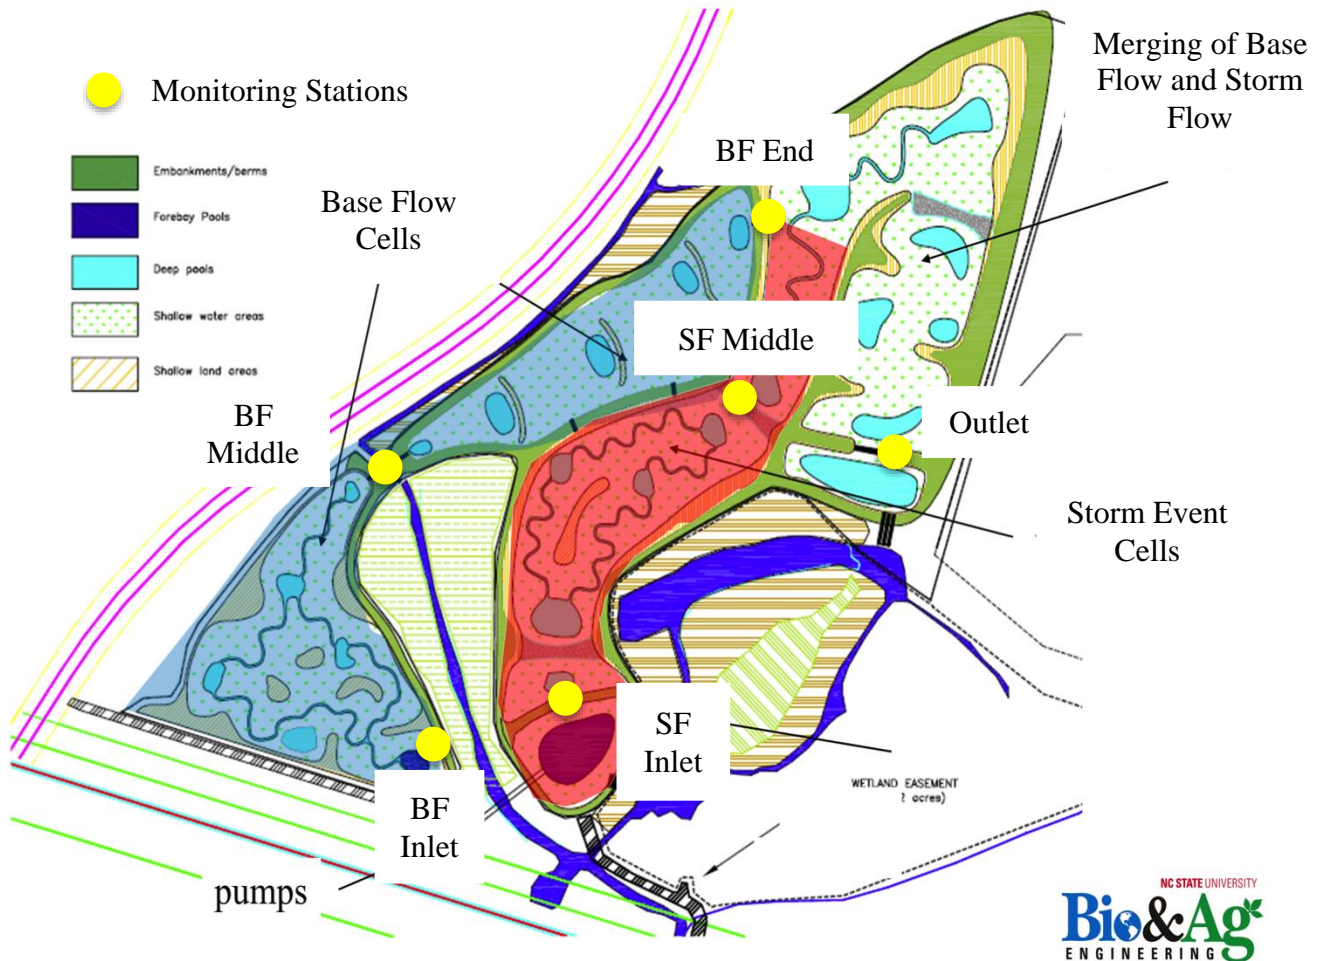 Monitoring Stations
Embankments/berms
Forebay Pools
Deep pools
Shallow water areas
Shallow land areas
Merging of Base
Flow and Storm
Flow
BF End
Base Flow
Cells
SF Middle
BF
Middle
Outlet
Storm Event
Cells
SF
Inlet
BF
Inlet
pumps
WETLAND EASEMENT
acres)
NC STATE UNIVERSITY
Bio&Ag
ENGINEERING